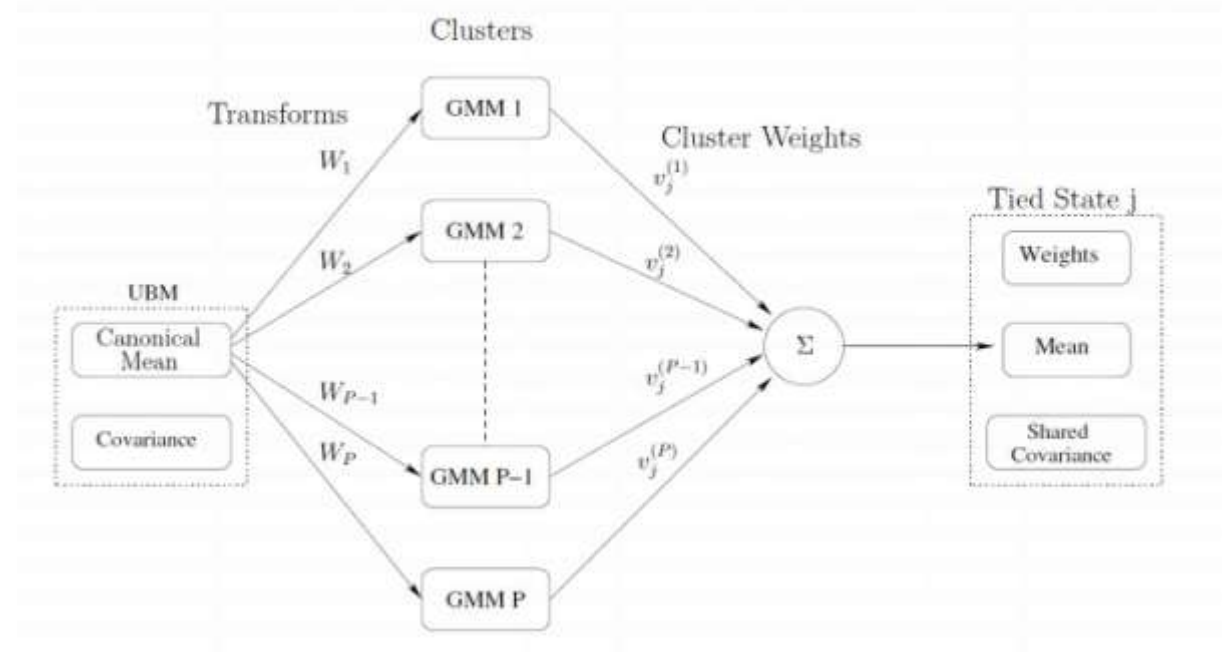 Clusters
Transforms
GMM 1
Cluster Weights
W_1
v_j^{(1)}
Tied State j
GMM 2
Weights
W_2
v_j^{(2)}
UBM
Canonical
Mean
Σ
Mean
W_{P−1}
v_j^{(P−1)}
Covariance
Shared
Covariance
W_P
v_j^{(P)}
GMM P−1
GMM P